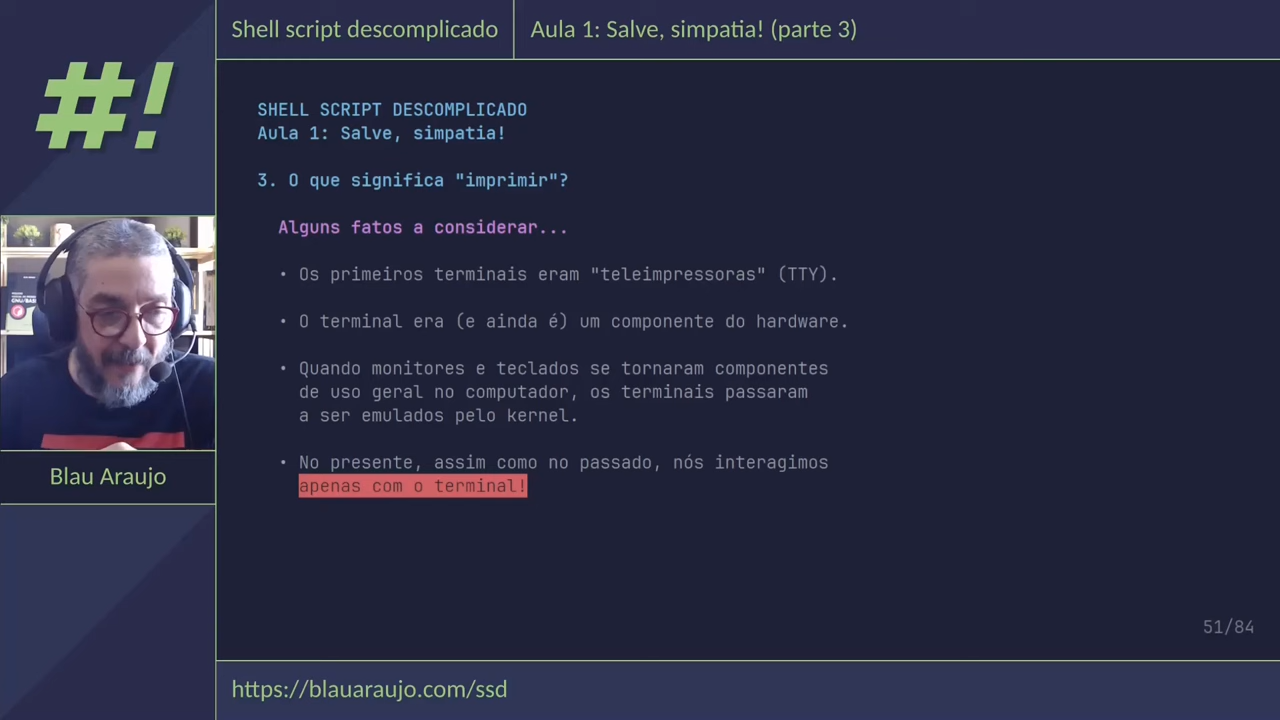 Shell script descomplicado
Aula 1: Salve, simpatia! (parte 3)
#!
SHELL SCRIPT DESCOMPLICADO
Aula 1: Salve, simpatia!
3. O que significa "imprimir"?
Alguns fatos a considerar...
• Os primeiros terminais eram "teleimpressoras" (TTY).
• O terminal era (e ainda é) um componente do hardware.
• Quando monitores e teclados se tornaram componentes
de uso geral no computador, os terminais passaram
a ser emulados pelo kernel.
• No presente, assim como no passado, nós interagimos
apenas com o terminal!
Blau Araujo
51/84
https://blauaraujo.com/ssd